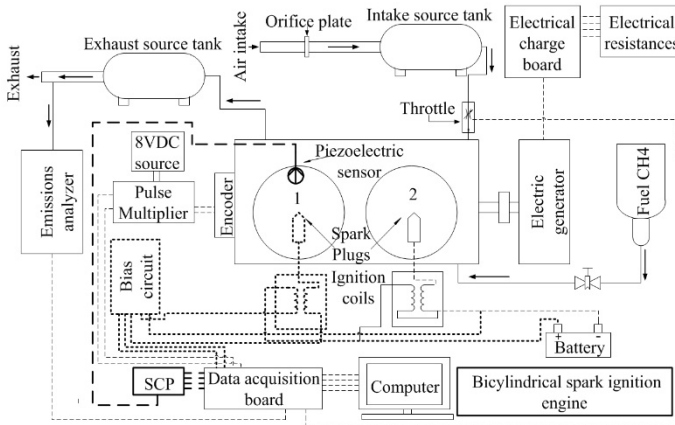 Orifice plate
Intake source tank
Electrical
charge
board
Electrical
resistances
Exhaust source tank
Air intake
Exhaust
Throttle
8VDC
source
Piezoelectric
sensor
Pulse
Multiplier
Encoder
Emissions
analyzer
1
2
Spark
Plugs
Electric
generator
Fuel CH4
Bias
circuit
Ignition
coils
+
-
Battery
SCP
Data acquisition
board
Computer
Bicylindrical spark ignition
engine